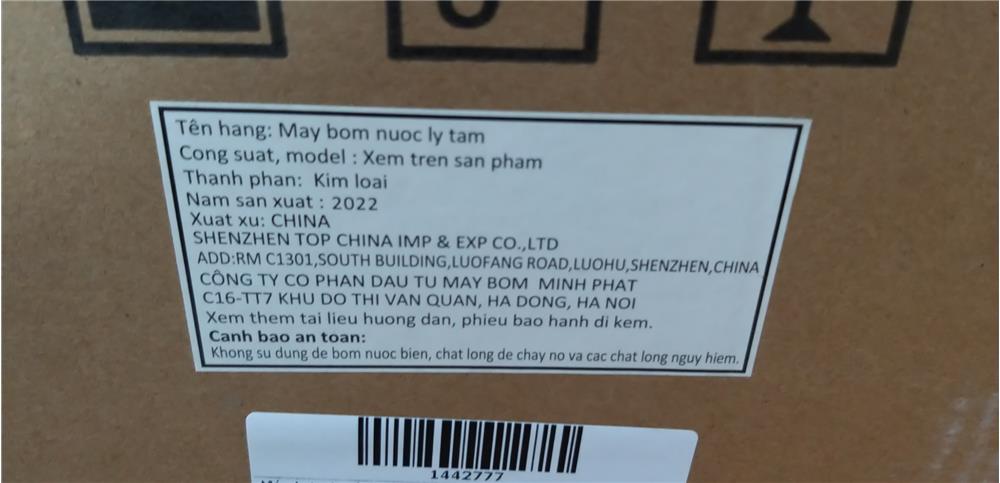 Tên hang: May bom nuoc ly tam
Cong suat, model : Xem tren san pham
Thanh phan: Kim loai
Nam san xuat : 2022
Xuat xu: CHINA
SHENZHEN TOP CHINA IMP & EXP CO.,LTD
ADD:RM C1301,SOUTH BUILDING,LUOFANG ROAD,LUOHU,SHENZHEN,CHINA
CÔNG TY CO PHAN DAU TU MAY BOM MINH PHAT
C16-TT7 KHU DO THI VAN QUAN, HA DONG, HA NOI
Xem them tai lieu huong dan, phieu bao hanh di kem.
Canh bao an toan:
Khong su dung de bom nuoc bien, chat long de chay no va cac chat long nguy hiem.
1442777